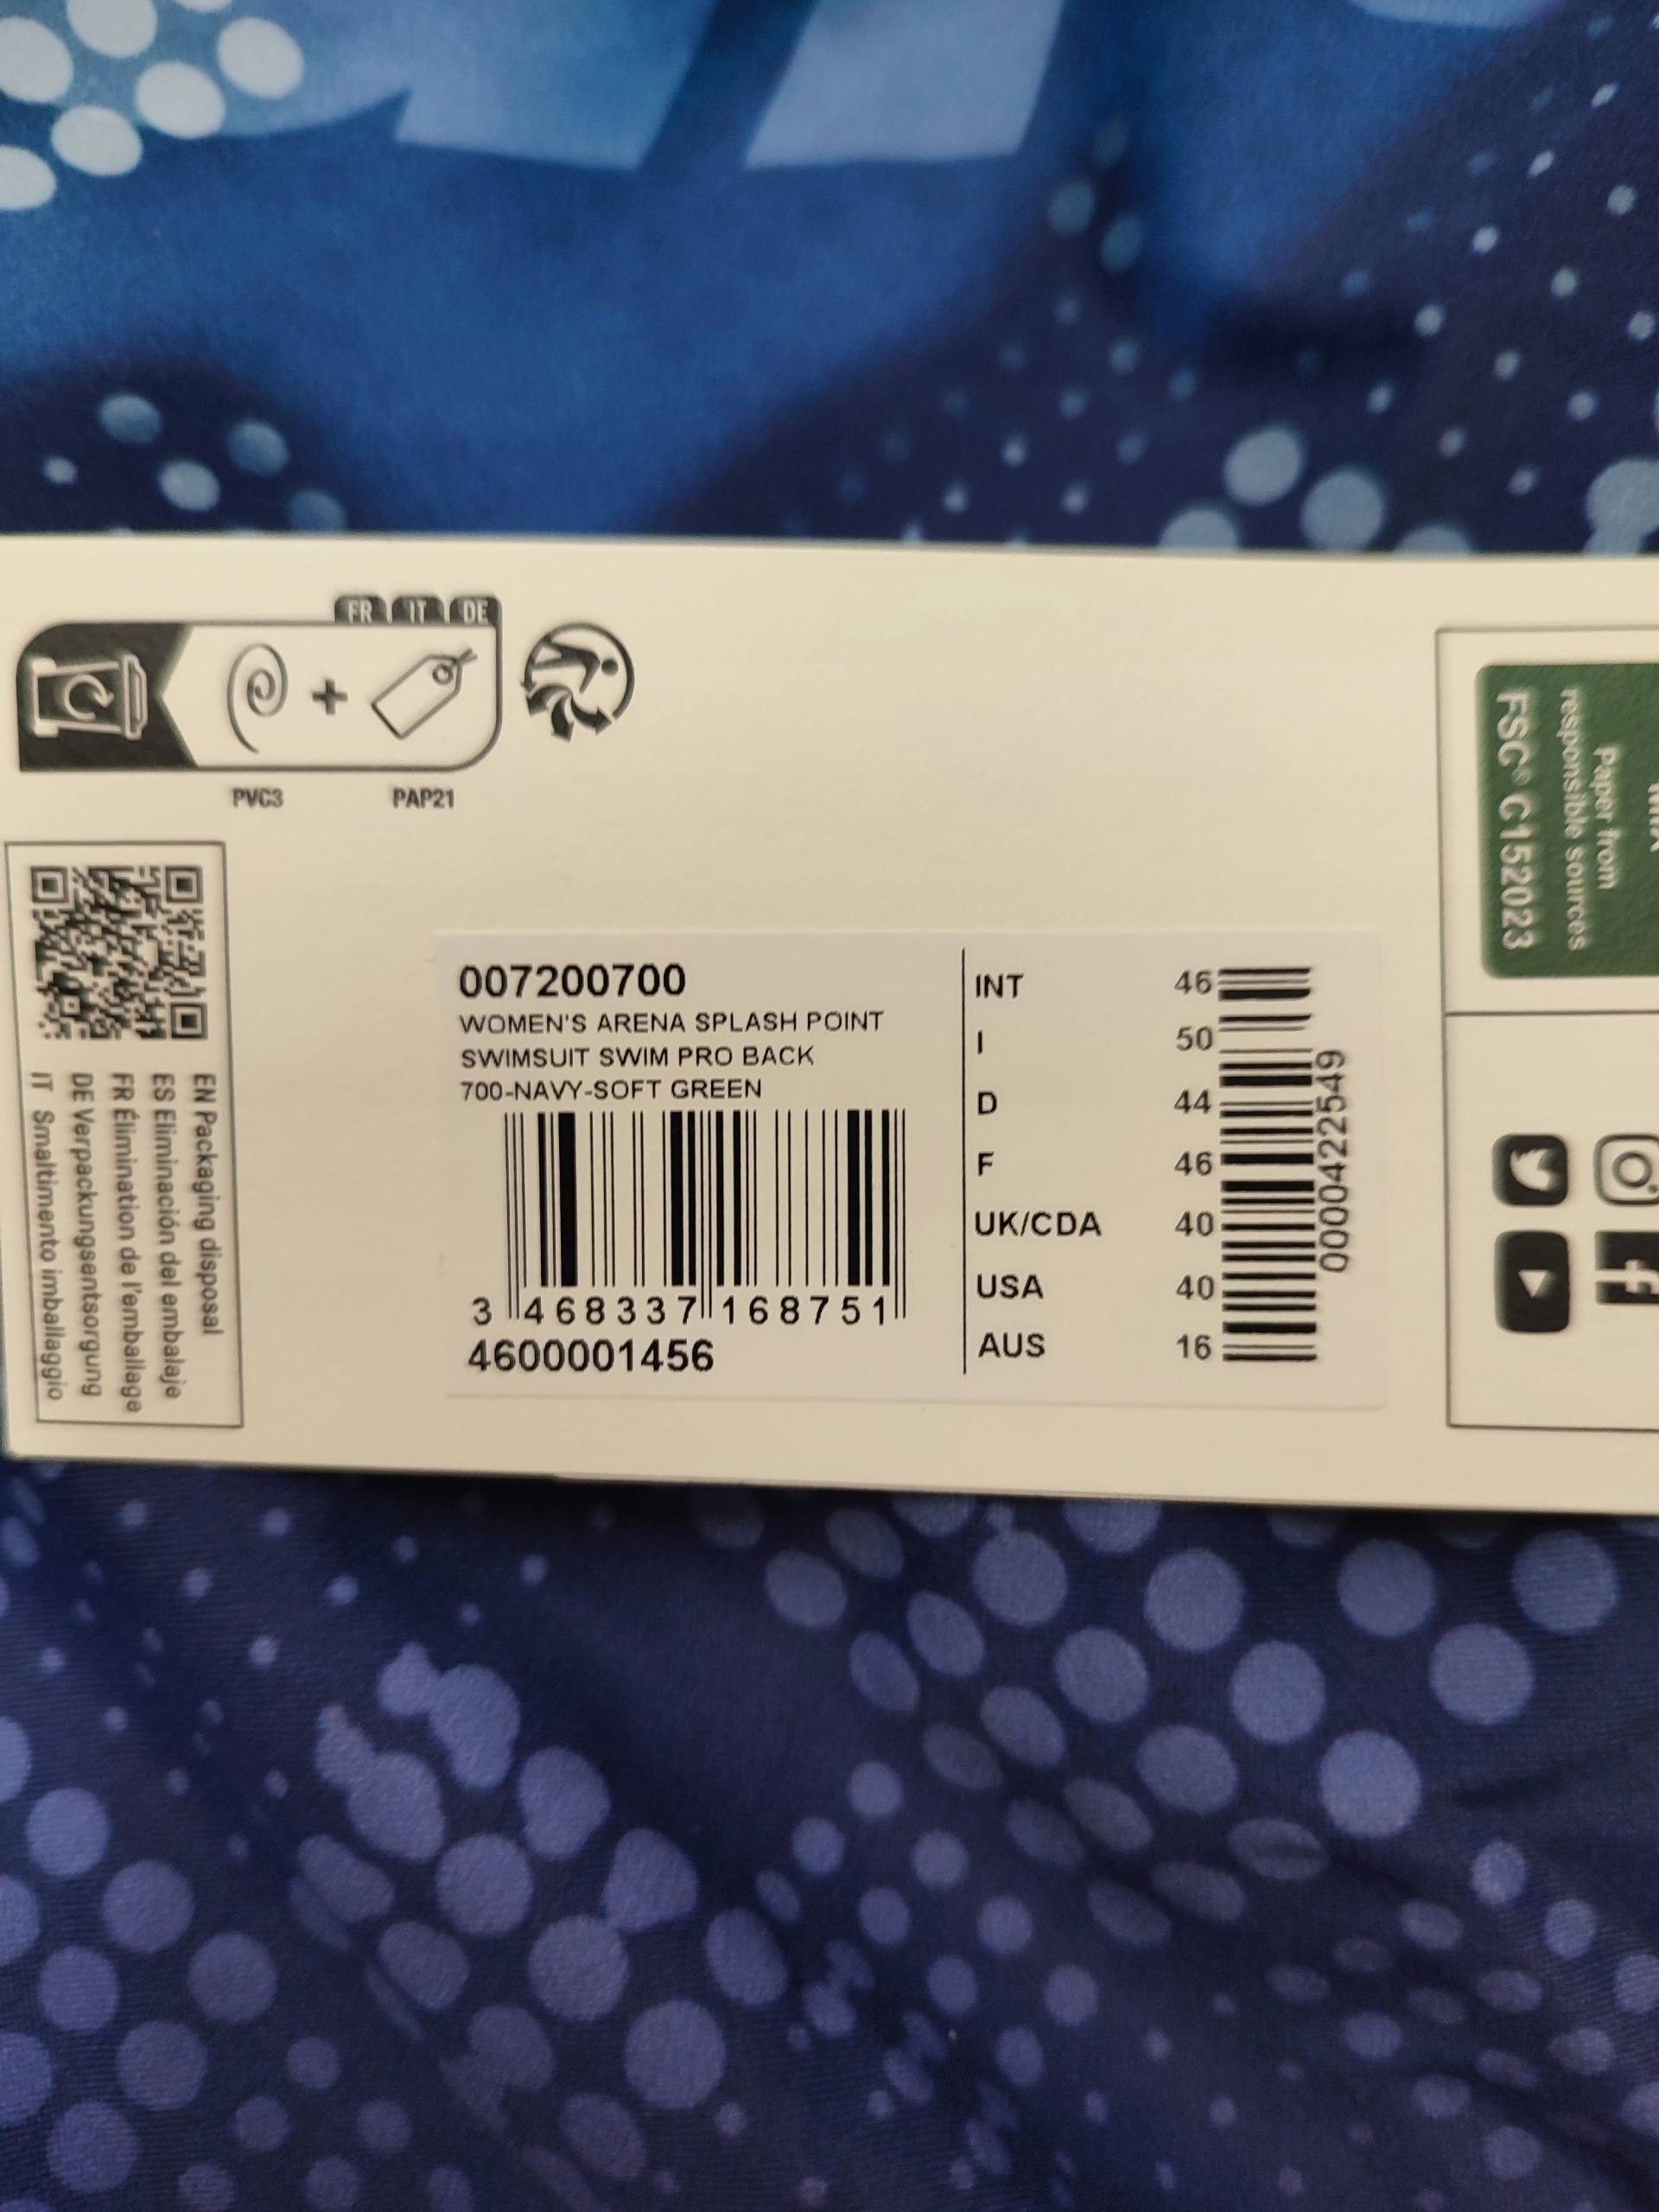 FR IT DE
PVC3 PAP21
EN Packaging disposal
ES Eliminación del embalaje
FR Élimination de l'emballage
DE Verpackungsentsorgung
IT Smaltimento imballaggio
007200700
WOMEN'S ARENA SPLASH POINT
SWIMSUIT SWIM PRO BACK
700-NAVY-SOFT GREEN
3 468337 168751
4600001456
INT 46
I 50
D 44
F 46
UK/CDA 40
USA 40
AUS 16
0000422549
Paper from
responsible sources
FSC® C152023